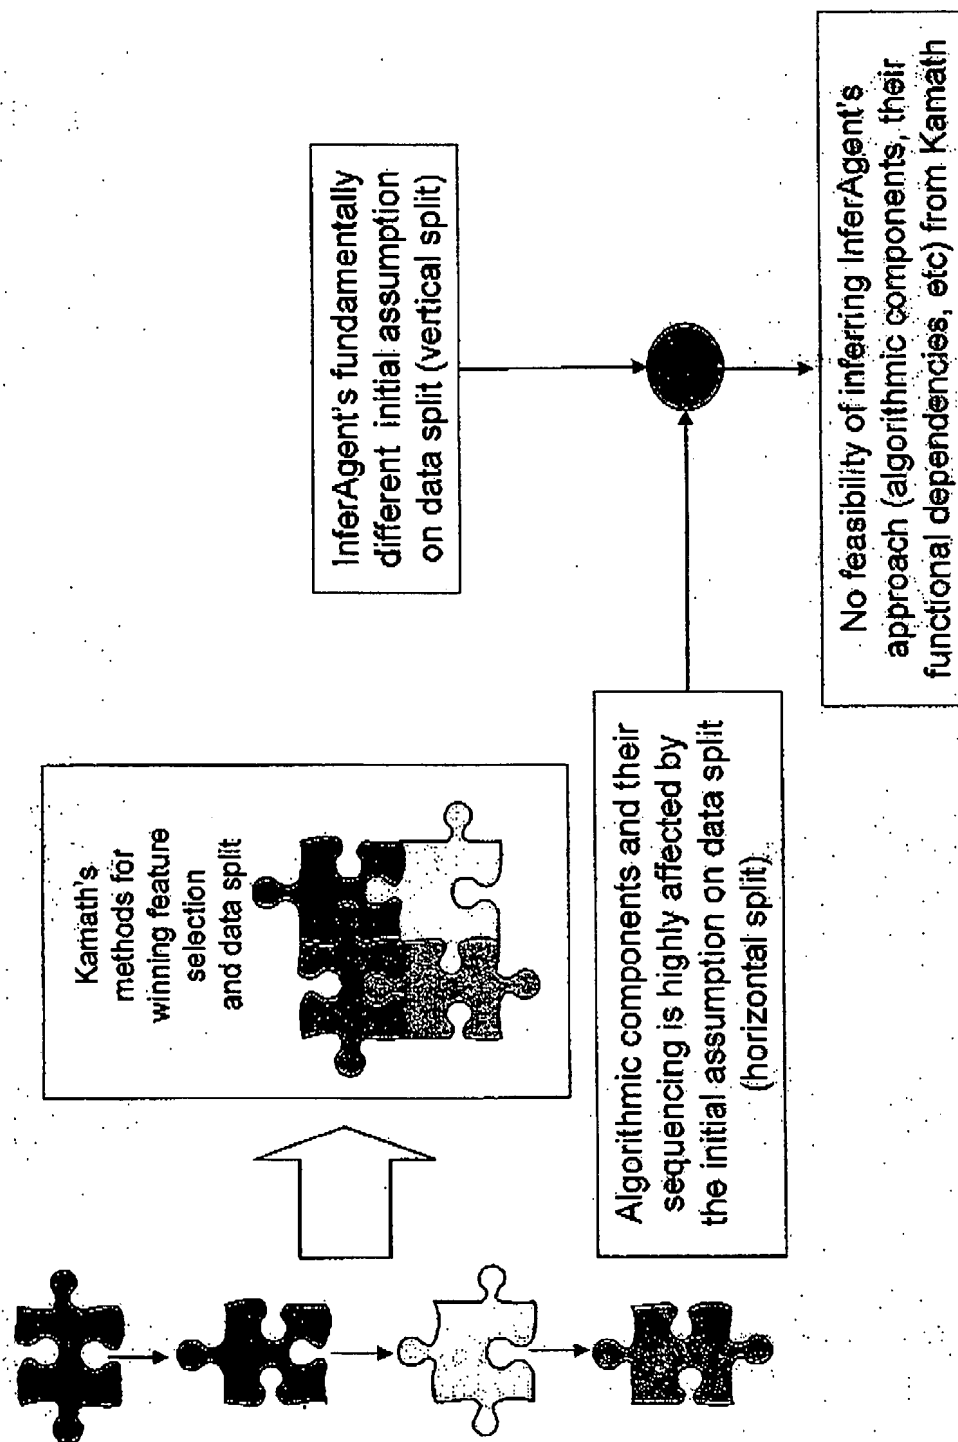 Kamath's
methods for
winning feature
selection
and data split
InferAgent's fundamentally
different initial assumption
on data split (vertical split)
Algorithmic components and their
sequencing is highly affected by
the initial assumption on data split
(horizontal split)
No feasibility of inferring InferAgent's
approach (algorithmic components, their
functional dependencies, etc) from Kamath